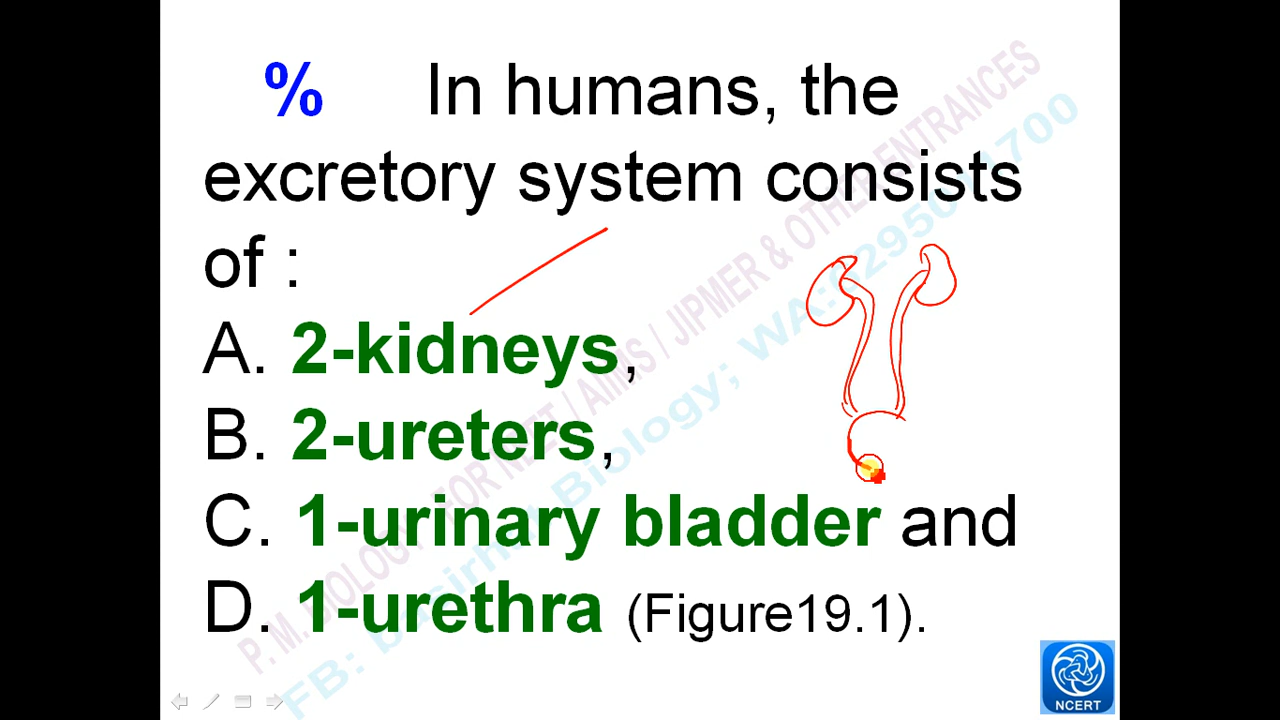 % In humans, the
excretory system consists
of :
A. 2-kidneys,
B. 2-ureters,
C. 1-urinary bladder and
D. 1-urethra (Figure19.1).
NCERT